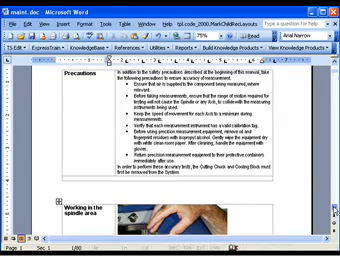 maint.doc - Microsoft Word
File Edit View Insert Format Tools Table Window Help tpl.code_2000.MarkChildRecLayouts Type a question for help
75% Read Arial Narrow
TS Edit ExpressTrain KnowledgeBase References Utilities Reports Build Knowledge Products View Knowledge Products
Precautions
In addition to the safety precautions described at the beginning of this manual, take
the following precautions to ensure accuracy of measurement.
• Ensure that air is supplied to the component being measured, where
relevant.
• Before taking measurements, ensure that the range of motion required for
testing will not cause the Spindle or any Axis, to collide with the measuring
instruments being used.
• Keep the speed of movement for each Axis to a minimum during
measurements.
• Verify that each measurement instrument has a valid calibration tag.
• Before using precision measurement equipment, remove oil and
fingerprint residues with isopropyl alcohol. Gently wipe the equipment dry
with white clean room paper. After cleaning, handle the equipment with
gloves.
• Return precision measurement equipment to their protective containers
immediately after use.
In order to perform these accuracy tests, the Cutting Chuck and Cooling Block must
first be removed from the System.
Working in the
spindle area
Page 1 Sec 1 1/80